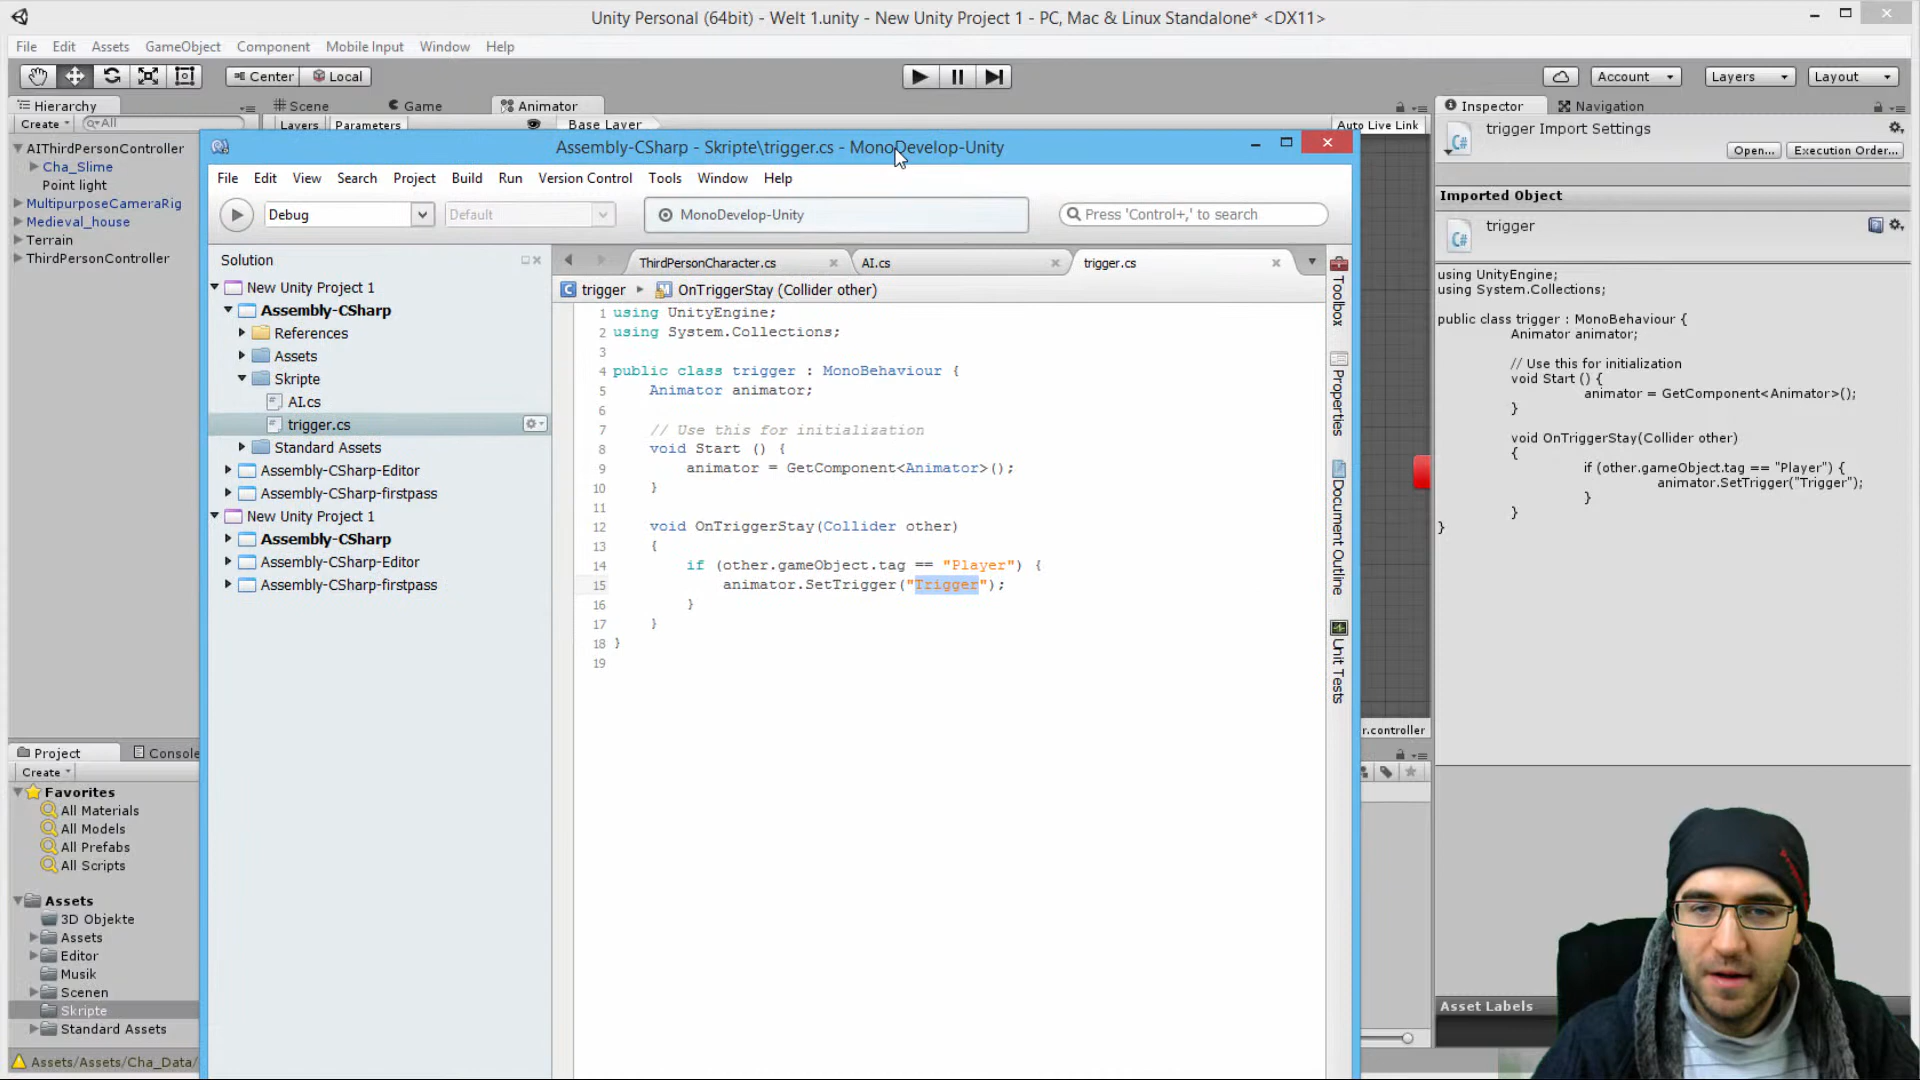 Unity Personal (64bit) - Welt 1.unity - New Unity Project 1 - PC, Mac & Linux Standalone* <DX11>
File Edit Assets GameObject Component Mobile Input Window Help
Center Local Account Layers Layout
Hierarchy
Create All
AIThirdPersonController
Cha_Slime
Point light
MultipurposeCameraRig
Medieval_house
Terrain
ThirdPersonController
Scene Game Animator
Layers Parameters Base Layer Auto Live Link
Assembly-CSharp - Skripte\trigger.cs - MonoDevelop-Unity
File Edit View Search Project Build Run Version Control Tools Window Help
Debug Default MonoDevelop-Unity Press 'Control+,' to search
Solution
New Unity Project 1
Assembly-CSharp
References
Assets
Skripte
AI.cs
trigger.cs
Standard Assets
Assembly-CSharp-Editor
Assembly-CSharp-firstpass
New Unity Project 1
Assembly-CSharp
Assembly-CSharp-Editor
Assembly-CSharp-firstpass
ThirdPersonCharacter.cs AI.cs trigger.cs
trigger OnTriggerStay (Collider other)
1 using UnityEngine;
2 using System.Collections;
3
4 public class trigger : MonoBehaviour {
5 Animator animator;
6
7 // Use this for initialization
8 void Start () {
9 animator = GetComponent<Animator>();
10 }
11
12 void OnTriggerStay(Collider other)
13 {
14 if (other.gameObject.tag == "Player") {
15 animator.SetTrigger("Trigger");
16 }
17 }
18 }
19
Toolbox
Properties
Document Outline
Unit Tests
r.controller
Inspector Navigation
trigger Import Settings
Open... Execution Order...
Imported Object
trigger
using UnityEngine;
using System.Collections;
public class trigger : MonoBehaviour {
Animator animator;
// Use this for initialization
void Start () {
animator = GetComponent<Animator>();
}
void OnTriggerStay(Collider other)
{
if (other.gameObject.tag == "Player") {
animator.SetTrigger("Trigger");
}
}
}
Asset Labels
Project Console
Create
Favorites
All Materials
All Models
All Prefabs
All Scripts
Assets
3D Objekte
Assets
Editor
Musik
Scenen
Skripte
Standard Assets
Assets/Assets/Cha_Data/